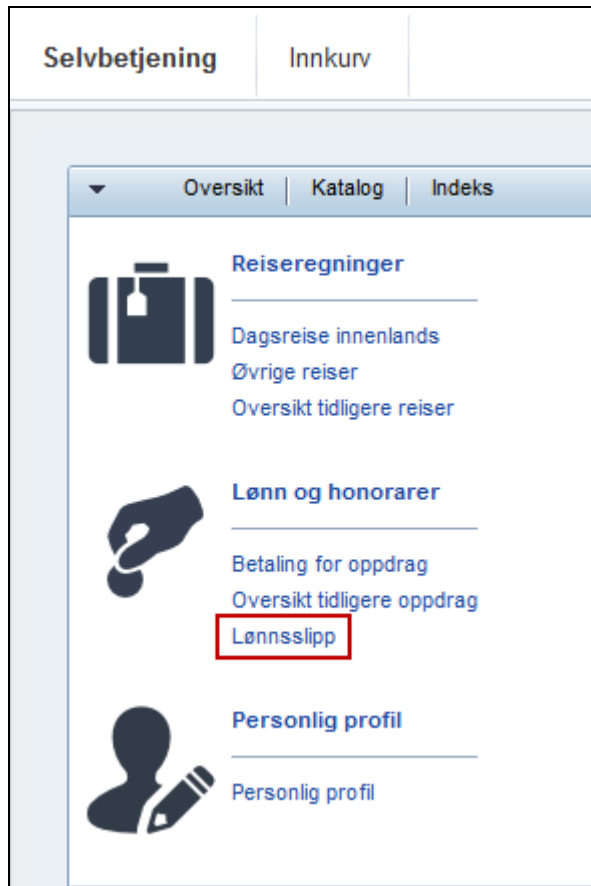 Selvbetjening Innkurv
Oversikt Katalog Indeks
Reiseregninger
Dagsreise innenlands
Øvrige reiser
Oversikt tidligere reiser
Lønn og honorarer
Betaling for oppdrag
Oversikt tidligere oppdrag
Lønnsslipp
Personlig profil
Personlig profil